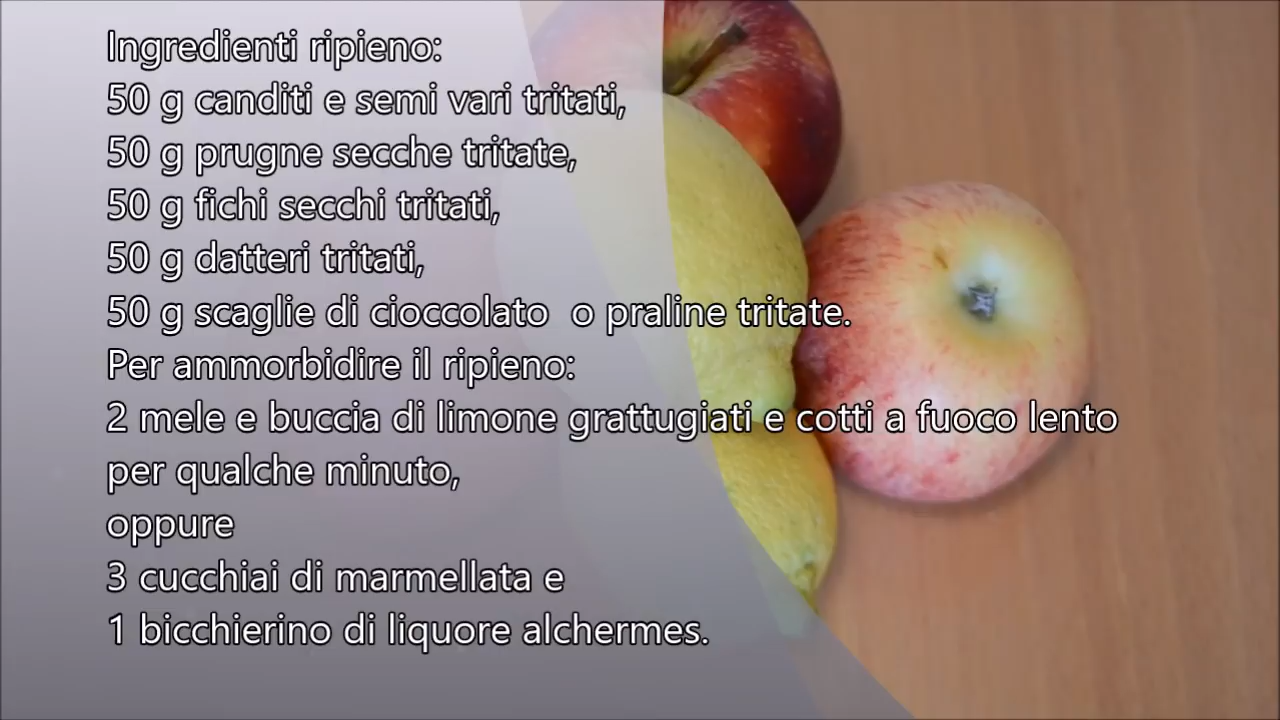 Ingredienti ripieno:
50 g canditi e semi vari tritati,
50 g prugne secche tritate,
50 g fichi secchi tritati,
50 g datteri tritati,
50 g scaglie di cioccolato  o praline tritate.
Per ammorbidire il ripieno:
2 mele e buccia di limone grattugiati e cotti a fuoco lento
per qualche minuto,
oppure
3 cucchiai di marmellata e
1 bicchierino di liquore alchermes.